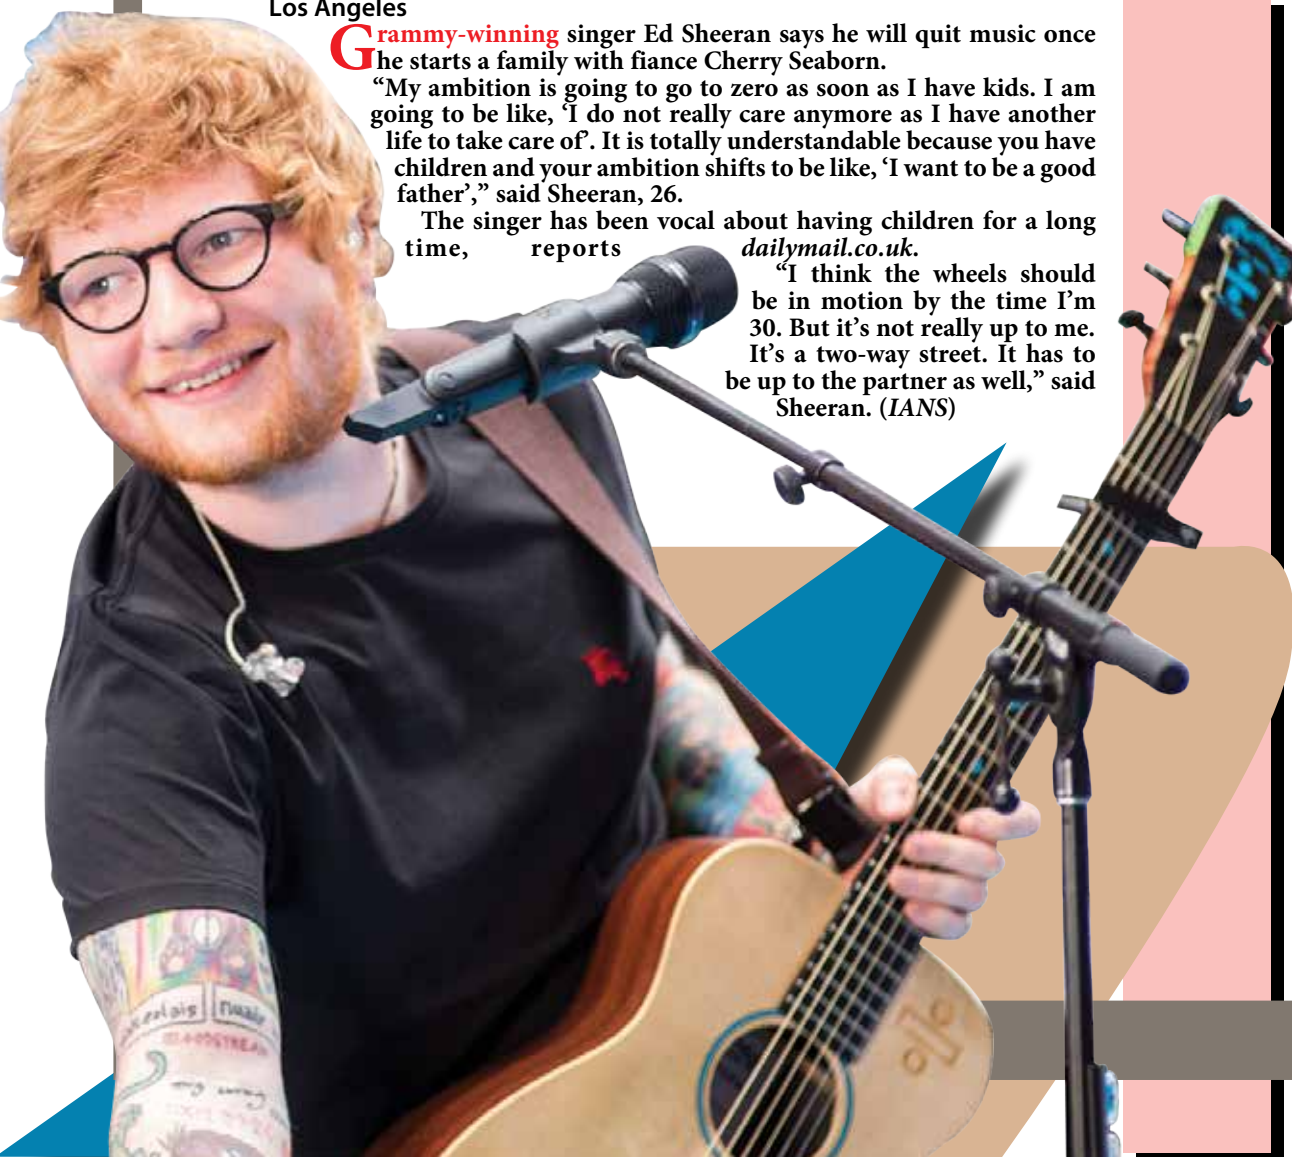 Los Angeles
Grammy-winning singer Ed Sheeran says he will quit music once
he starts a family with fiance Cherry Seaborn.
“My ambition is going to go to zero as soon as I have kids. I am
going to be like, ‘I do not really care anymore as I have another
life to take care of’. It is totally understandable because you have
children and your ambition shifts to be like, ‘I want to be a good
father’,” said Sheeran, 26.
The singer has been vocal about having children for a long
time, reports dailymail.co.uk.
“I think the wheels should
be in motion by the time I’m
30. But it’s not really up to me.
It’s a two-way street. It has to
be up to the partner as well,” said
Sheeran. (IANS)
nuair